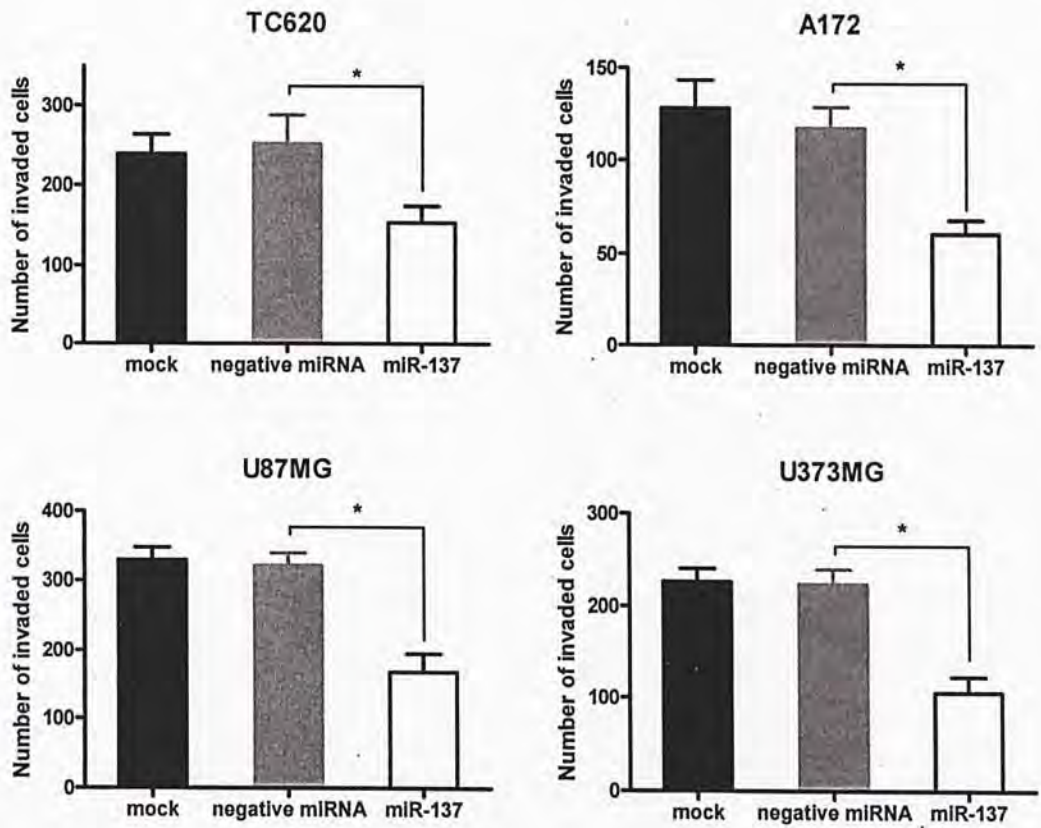 TC620
Number of invaded cells
300
200
100
0
*
mock negative miRNA miR-137
A172
Number of invaded cells
150
100
50
0
*
mock negative miRNA miR-137
U87MG
Number of invaded cells
400
300
200
100
0
*
mock negative miRNA miR-137
U373MG
Number of invaded cells
300
200
100
0
*
mock negative miRNA miR-137